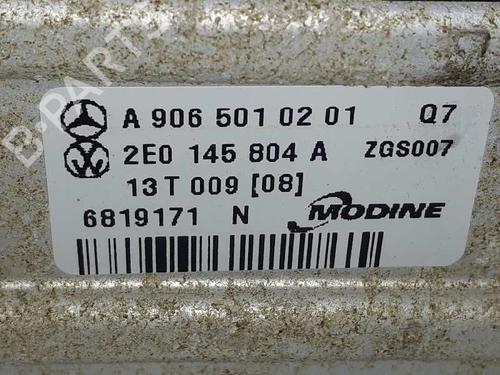 A 906 501 02 01 Q7
2E0 145 804 A ZGS007
13T 009 [08]
6819171 N MODINE
B-PARTS